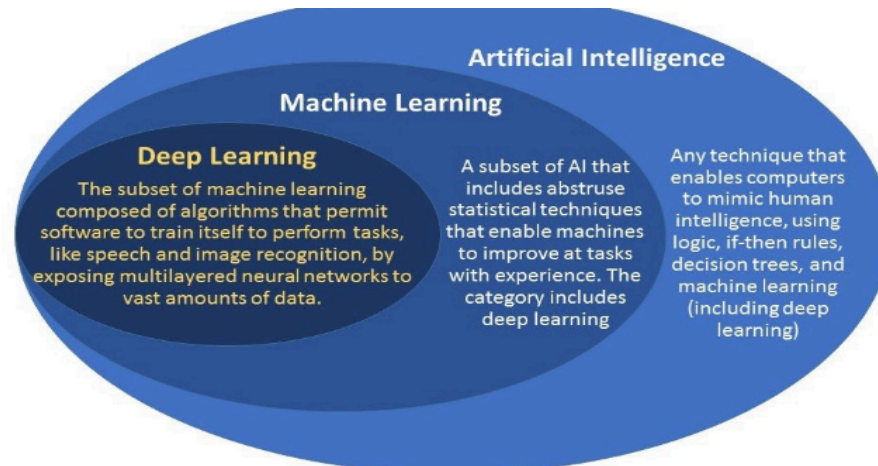 Artificial Intelligence
Machine Learning
Deep Learning
The subset of machine learning
composed of algorithms that permit
software to train itself to perform tasks,
like speech and image recognition, by
exposing multilayered neural networks to
vast amounts of data.
A subset of AI that
includes abstruse
statistical techniques
that enable machines
to improve at tasks
with experience. The
category includes
deep learning
Any technique that
enables computers
to mimic human
intelligence, using
logic, if-then rules,
decision trees, and
machine learning
(including deep
learning)